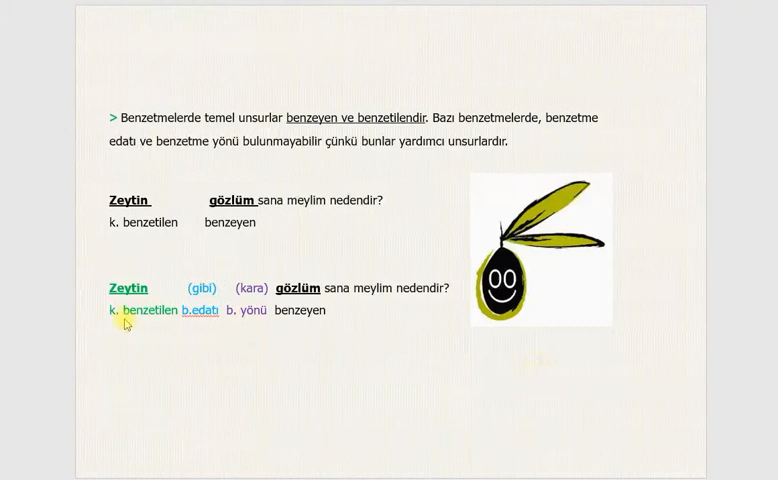 > Benzetmelerde temel unsurlar benzeyen ve benzetilendir. Bazı benzetmelerde, benzetme
edatı ve benzetme yönü bulunmayabilir çünkü bunlar yardımcı unsurlardır.
Zeytin gözlüm sana meylim nedendir?
k. benzetilen benzeyen
Zeytin (gibi) (kara) gözlüm sana meylim nedendir?
k. benzetilen b.edatı b. yönü benzeyen